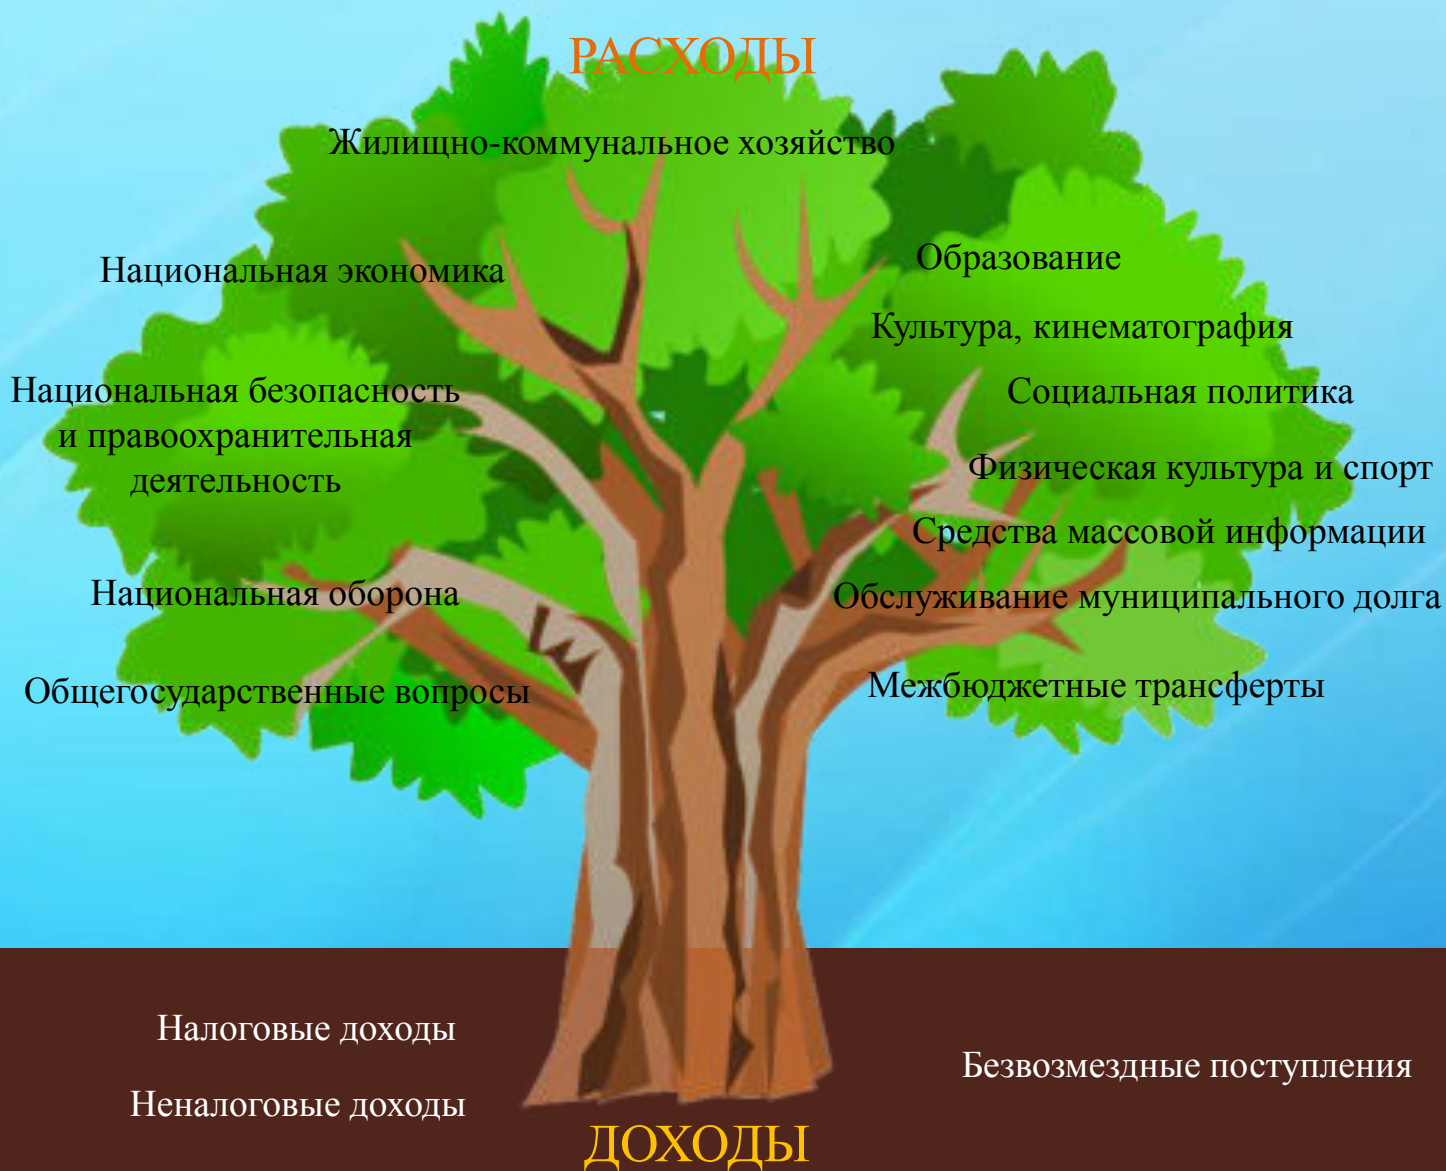 РАСХОДЫ
Жилищно-коммунальное хозяйство
Национальная экономика
Национальная безопасность
и правоохранительная
деятельность
Национальная оборона
Общегосударственные вопросы
Образование
Культура, кинематография
Социальная политика
Физическая культура и спорт
Средства массовой информации
Обслуживание муниципального долга
Межбюджетные трансферты
Налоговые доходы
Неналоговые доходы
Безвозмездные поступления
ДОХОДЫ